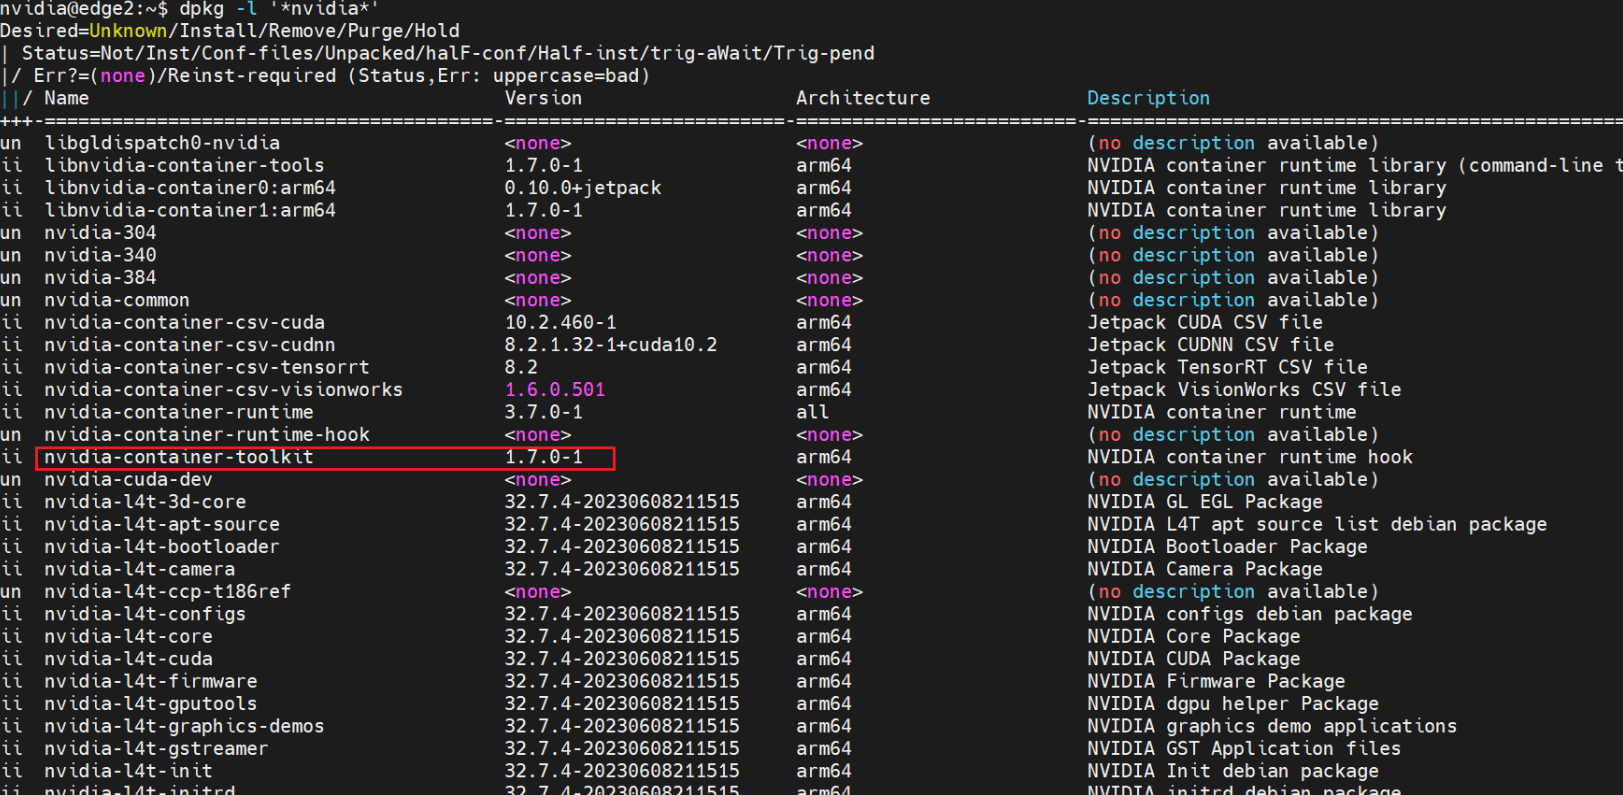 nvidia@edge2:~$ dpkg -l '*nvidia*'
Desired=Unknown/Install/Remove/Purge/Hold
| Status=Not/Inst/Conf-files/Unpacked/halF-conf/Half-inst/trig-aWait/Trig-pend
|/ Err?=(none)/Reinst-required (Status,Err: uppercase=bad)
||/ Name Version Architecture Description
+++-========================================-=========================-=========================-================================================
un libgldispatch0-nvidia <none> <none> (no description available)
ii libnvidia-container-tools 1.7.0-1 arm64 NVIDIA container runtime library (command-line t
ii libnvidia-container0:arm64 0.10.0+jetpack arm64 NVIDIA container runtime library
ii libnvidia-container1:arm64 1.7.0-1 arm64 NVIDIA container runtime library
un nvidia-304 <none> <none> (no description available)
un nvidia-340 <none> <none> (no description available)
un nvidia-384 <none> <none> (no description available)
un nvidia-common <none> <none> (no description available)
ii nvidia-container-csv-cuda 10.2.460-1 arm64 Jetpack CUDA CSV file
ii nvidia-container-csv-cudnn 8.2.1.32-1+cuda10.2 arm64 Jetpack CUDNN CSV file
ii nvidia-container-csv-tensorrt 8.2 arm64 Jetpack TensorRT CSV file
ii nvidia-container-csv-visionworks 1.6.0.501 arm64 Jetpack VisionWorks CSV file
ii nvidia-container-runtime 3.7.0-1 all NVIDIA container runtime
un nvidia-container-runtime-hook <none> <none> (no description available)
ii nvidia-container-toolkit 1.7.0-1 arm64 NVIDIA container runtime hook
un nvidia-cuda-dev <none> <none> (no description available)
ii nvidia-l4t-3d-core 32.7.4-20230608211515 arm64 NVIDIA GL EGL Package
ii nvidia-l4t-apt-source 32.7.4-20230608211515 arm64 NVIDIA L4T apt source list debian package
ii nvidia-l4t-bootloader 32.7.4-20230608211515 arm64 NVIDIA Bootloader Package
ii nvidia-l4t-camera 32.7.4-20230608211515 arm64 NVIDIA Camera Package
un nvidia-l4t-ccp-t186ref <none> <none> (no description available)
ii nvidia-l4t-configs 32.7.4-20230608211515 arm64 NVIDIA configs debian package
ii nvidia-l4t-core 32.7.4-20230608211515 arm64 NVIDIA Core Package
ii nvidia-l4t-cuda 32.7.4-20230608211515 arm64 NVIDIA CUDA Package
ii nvidia-l4t-firmware 32.7.4-20230608211515 arm64 NVIDIA Firmware Package
ii nvidia-l4t-gputools 32.7.4-20230608211515 arm64 NVIDIA dgpu helper Package
ii nvidia-l4t-graphics-demos 32.7.4-20230608211515 arm64 NVIDIA graphics demo applications
ii nvidia-l4t-gstreamer 32.7.4-20230608211515 arm64 NVIDIA GST Application files
ii nvidia-l4t-init 32.7.4-20230608211515 arm64 NVIDIA Init debian package
ii nvidia-l4t-initrd 32.7.4-20230608211515 arm64 NVIDIA initrd debian package